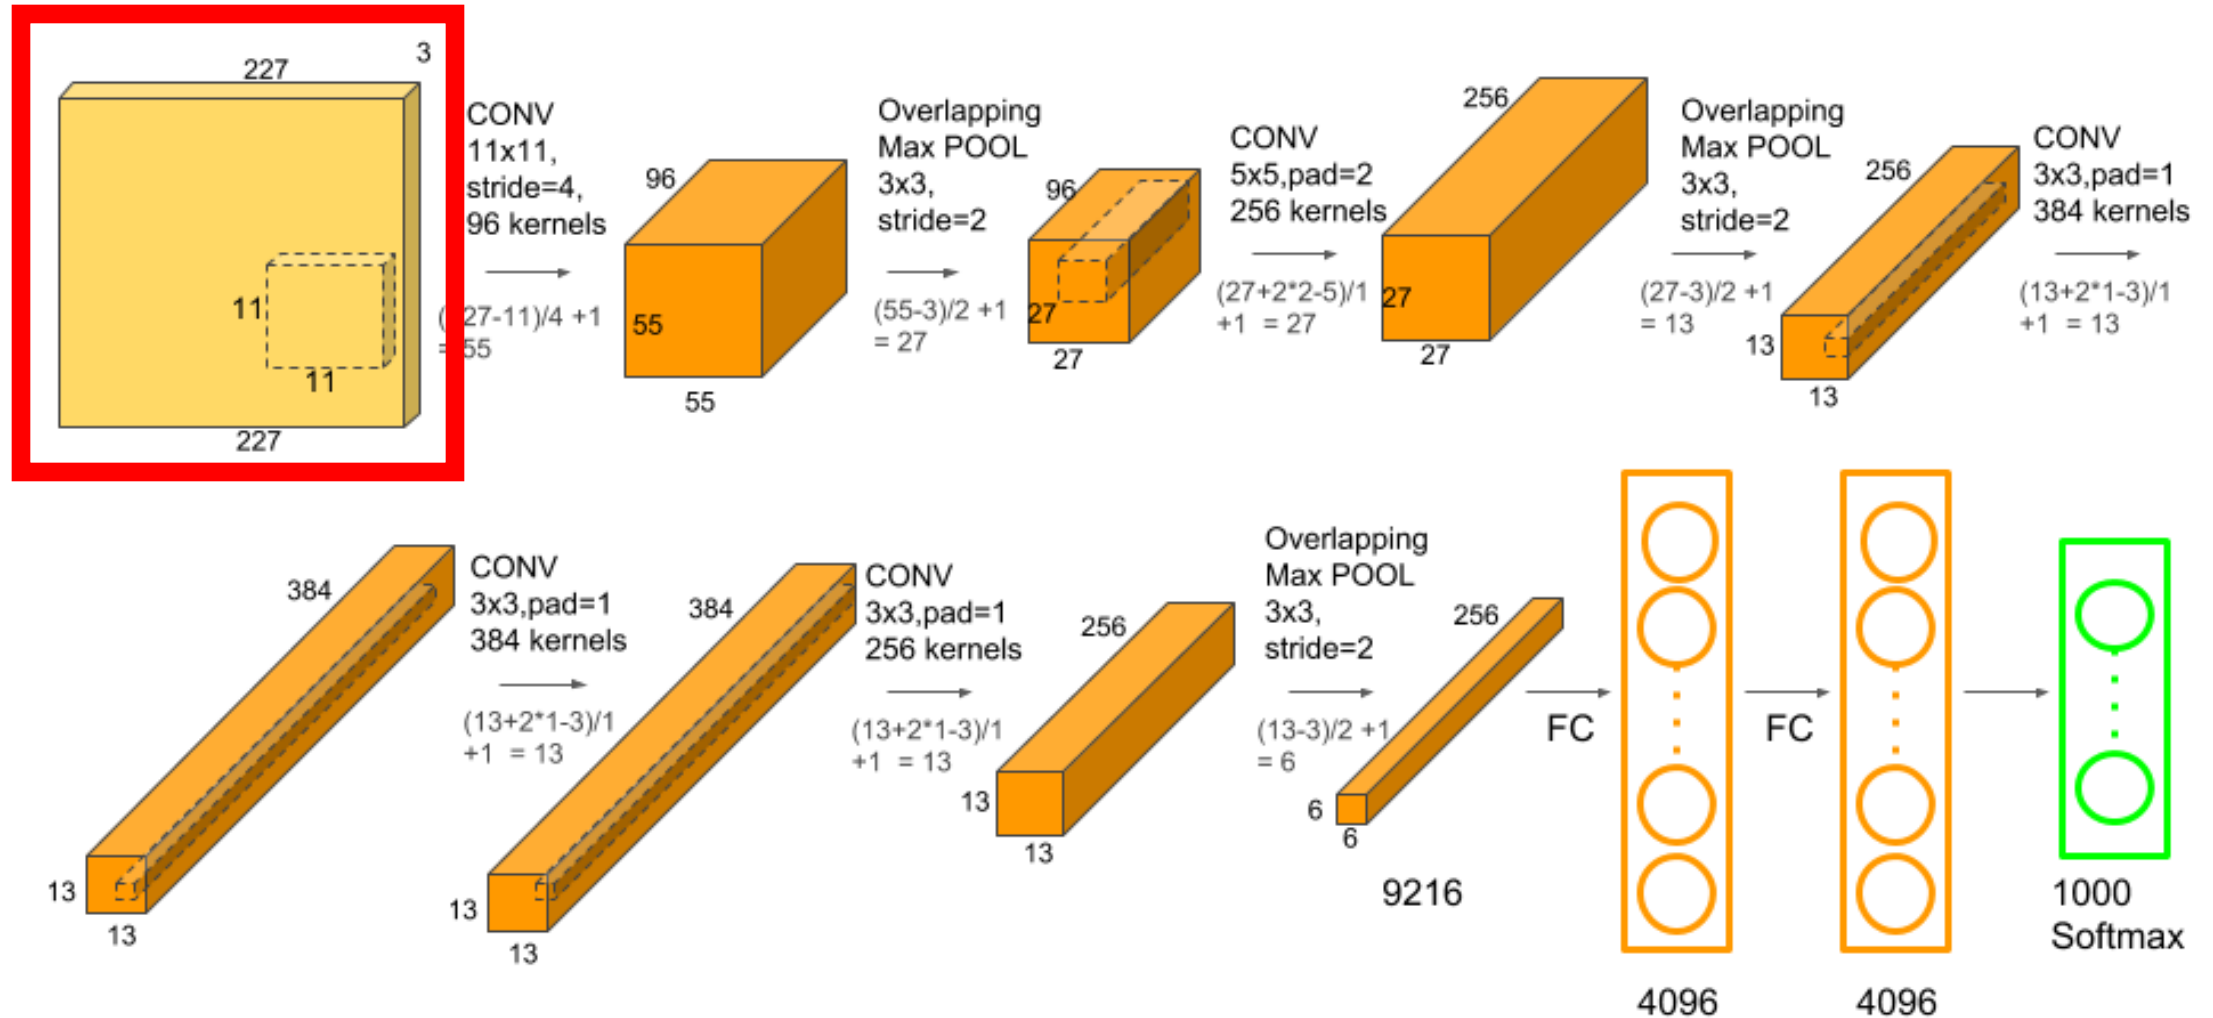 3
227
11
11
227
CONV
11x11,
stride=4,
96 kernels
27-11)/4 +1
55
96
55
55
Overlapping
Max POOL
3x3,
stride=2
(55-3)/2 +1
= 27
96
27
27
CONV
5x5,pad=2
256 kernels
(27+2*2-5)/1
+1 = 27
256
27
27
Overlapping
Max POOL
3x3,
stride=2
(27-3)/2 +1
= 13
256
13
13
CONV
3x3,pad=1
384 kernels
(13+2*1-3)/1
+1 = 13
384
13
13
CONV
3x3,pad=1
384 kernels
(13+2*1-3)/1
+1 = 13
384
13
13
CONV
3x3,pad=1
256 kernels
(13+2*1-3)/1
+1 = 13
256
13
13
Overlapping
Max POOL
3x3,
stride=2
(13-3)/2 +1
= 6
256
6
6
9216
FC
4096
FC
4096
1000
Softmax